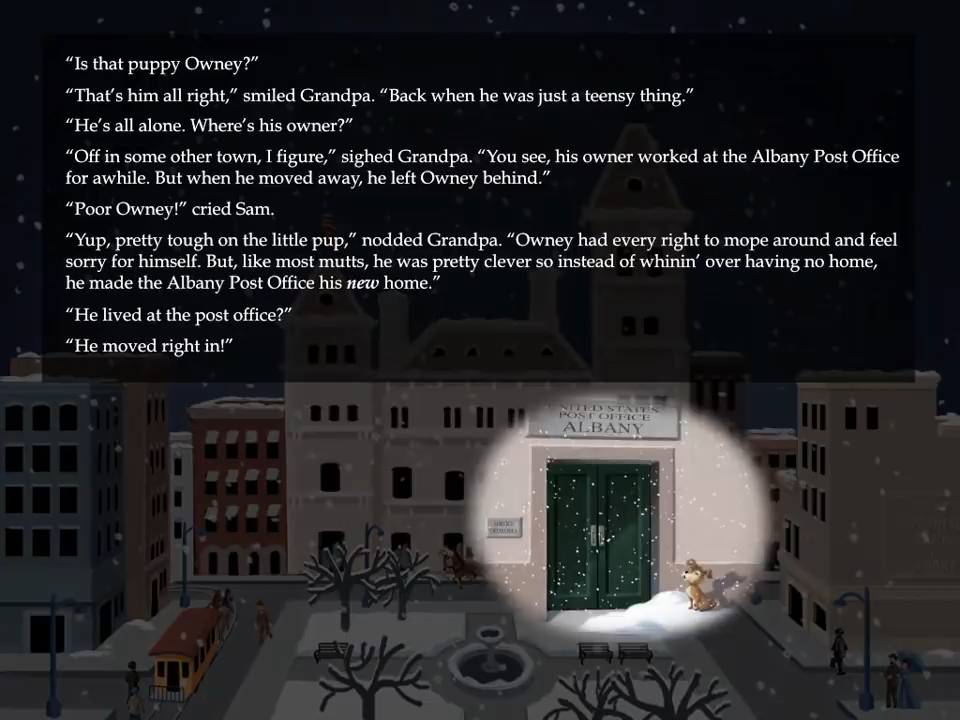 “Is that puppy Owney?”
“That’s him all right,” smiled Grandpa. “Back when he was just a teensy thing.”
“He’s all alone. Where’s his owner?”
“Off in some other town, I figure,” sighed Grandpa. “You see, his owner worked at the Albany Post Office
for awhile. But when he moved away, he left Owney behind.”
“Poor Owney!” cried Sam.
“Yup, pretty tough on the little pup,” nodded Grandpa. “Owney had every right to mope around and feel
sorry for himself. But, like most mutts, he was pretty clever so instead of whinin’ over having no home,
he made the Albany Post Office his new home.”
“He lived at the post office?”
“He moved right in!”
UNITED STATES
POST OFFICE
ALBANY